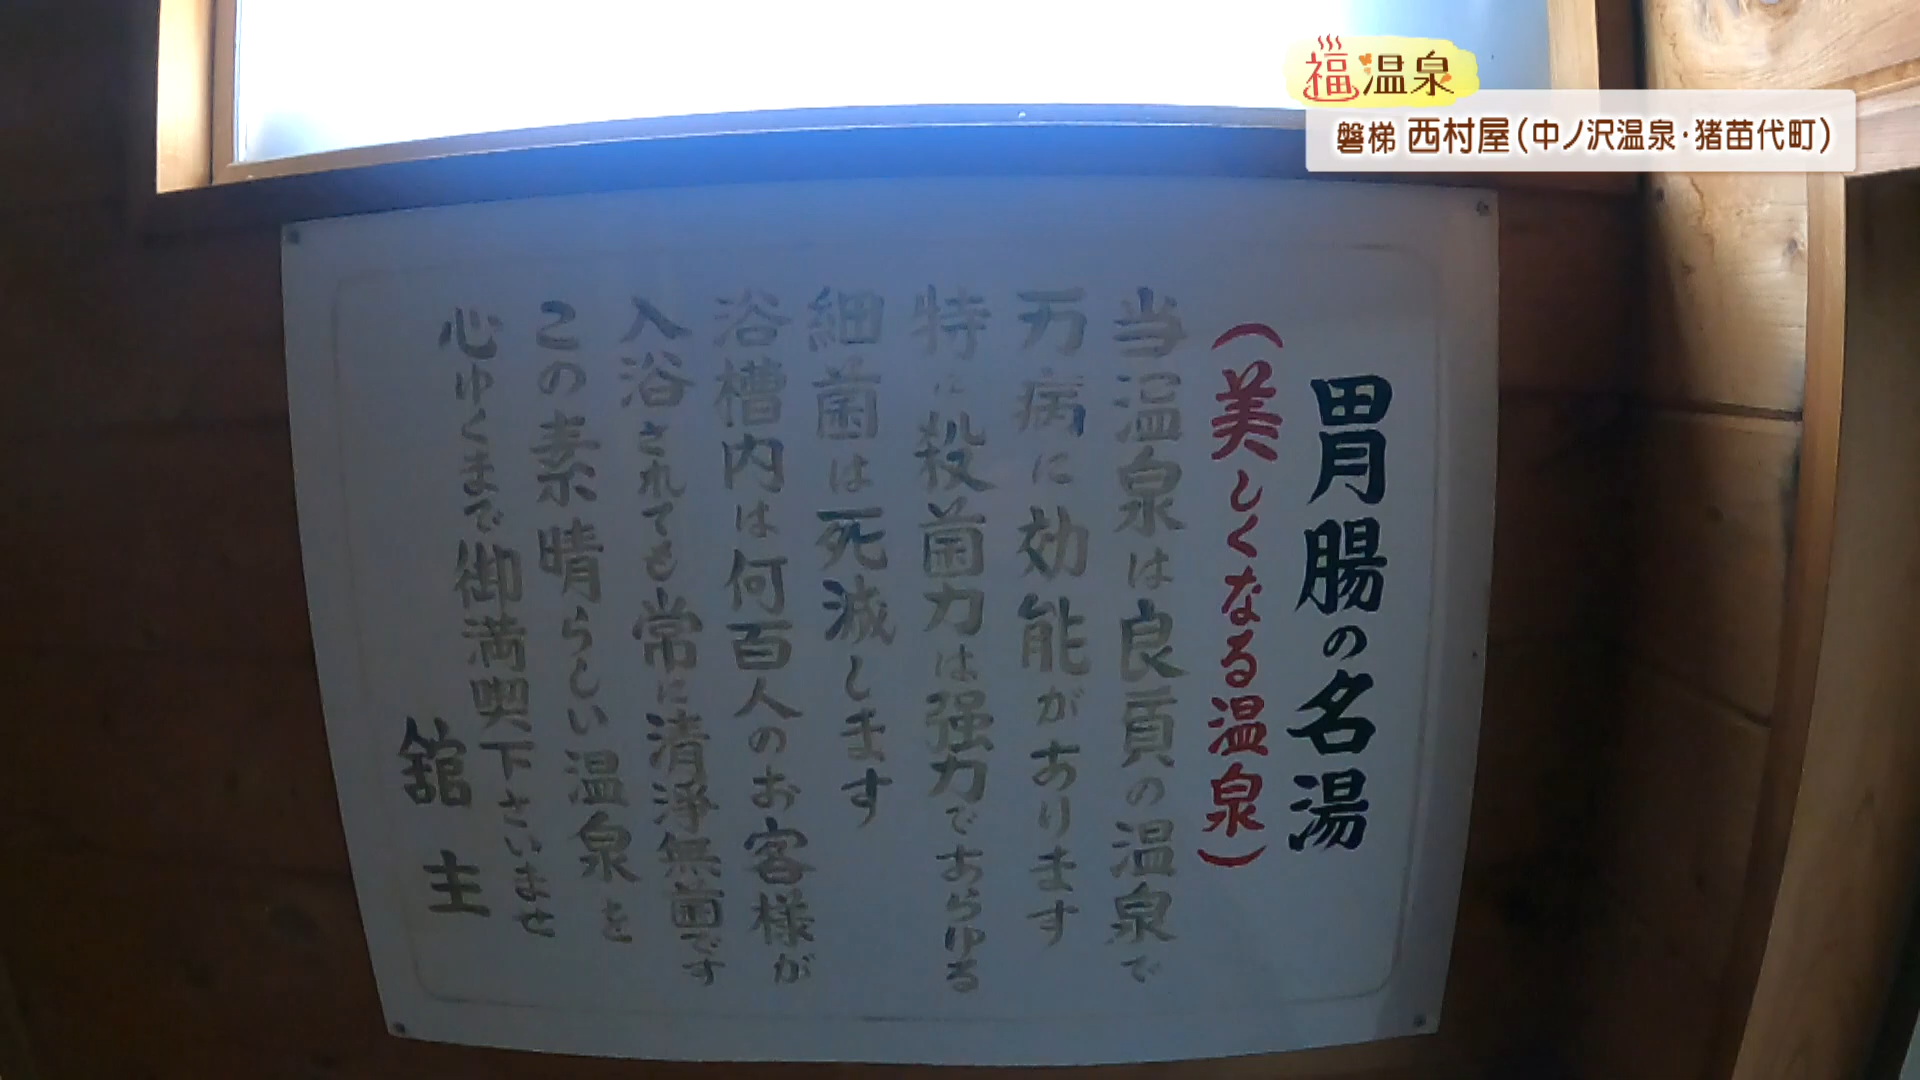 福温泉
磐梯 西村屋(中ノ沢温泉・猪苗代町)
胃腸の名湯
(美しくなる温泉)
当温泉は良質の温泉で
万病に効能があります
特に殺菌力は强力であらゆる
細菌は死滅します
浴槽内は何百人のお客様が
入浴されても常に清浄無菌です
この素晴らしい温泉を
心ゆくまで御満喫下さいませ
舘主